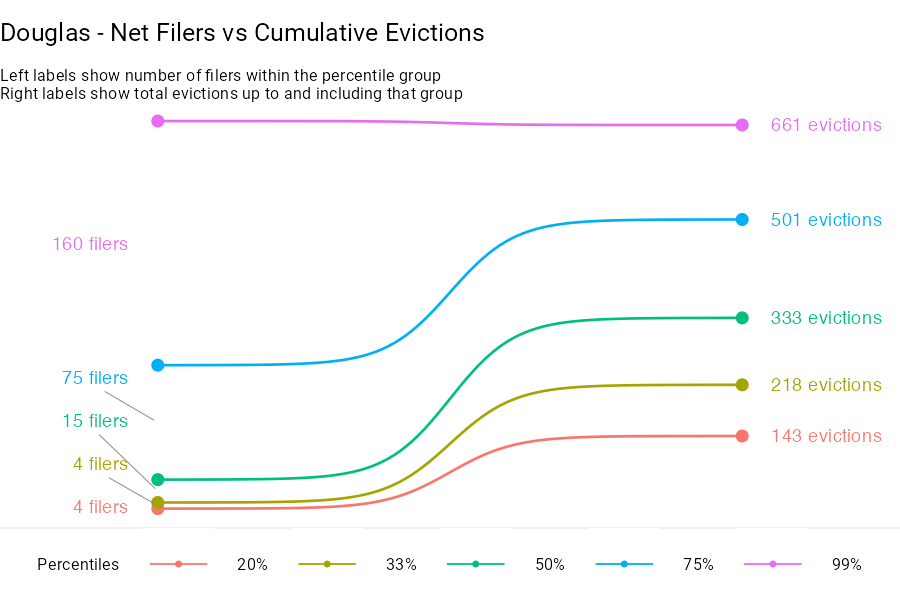 Douglas - Net Filers vs Cumulative Evictions
Left labels show number of filers within the percentile group
Right labels show total evictions up to and including that group
661 evictions
501 evictions
160 filers
333 evictions
75 filers
218 evictions
15 filers
143 evictions
4 filers
4 filers
Percentiles 20% 33% 50% 75% 99%